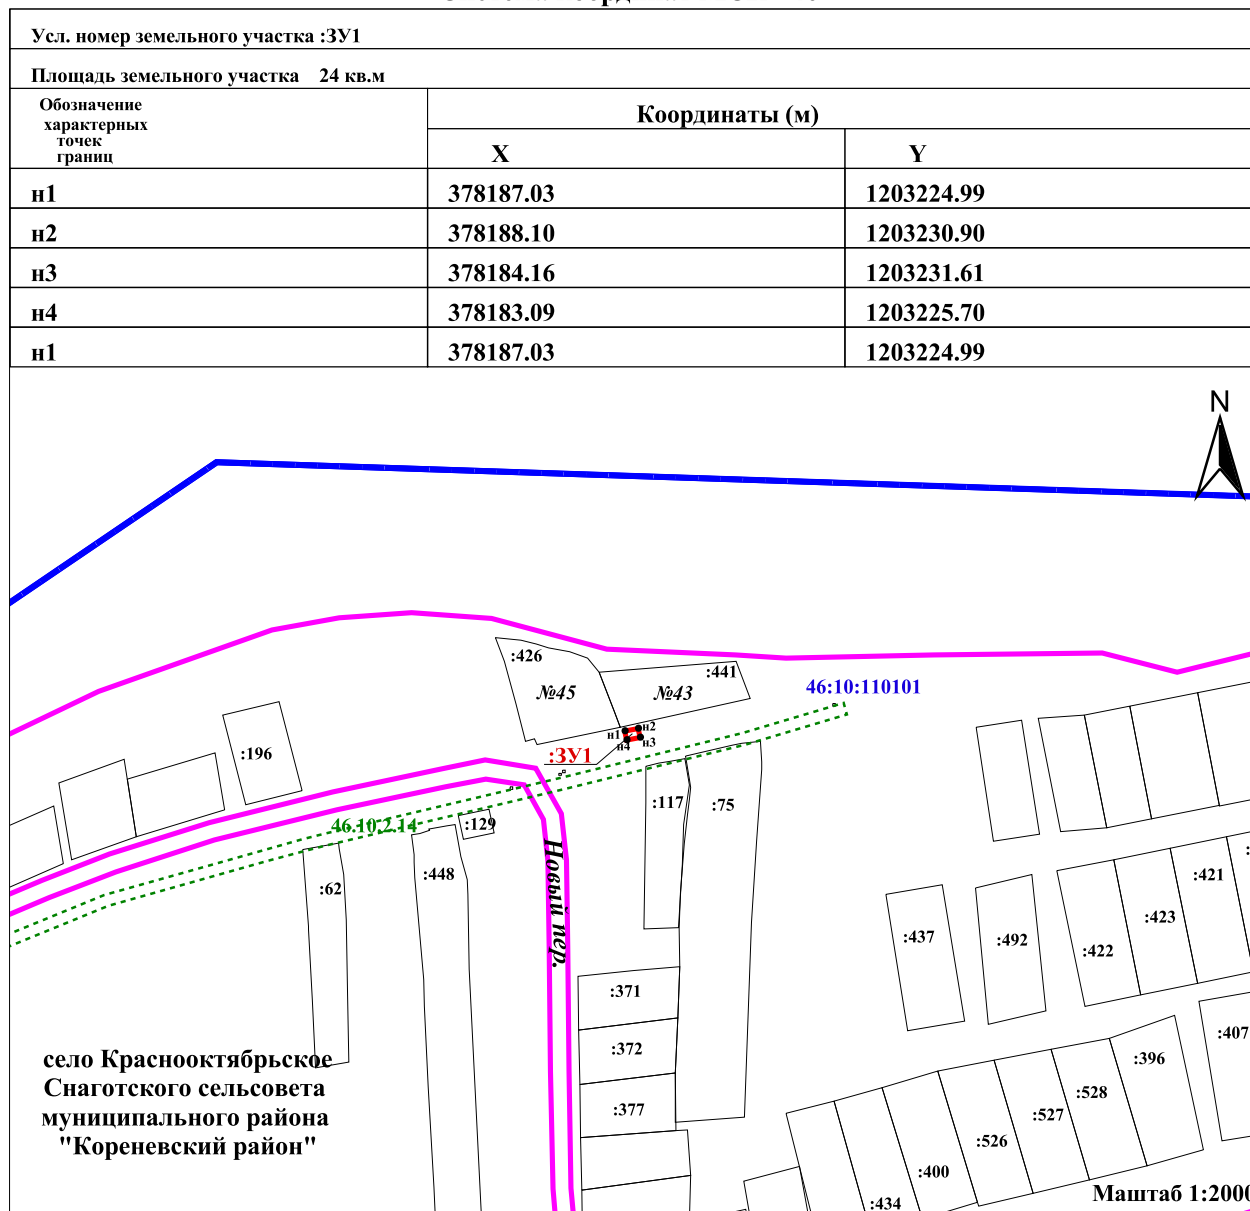 Усл. номер земельного участка :ЗУ1
Площадь земельного участка 24 кв.м
Обозначение
характерных
точек
границ
Координаты (м)
X
Y
н1
378187.03
1203224.99
н2
378188.10
1203230.90
н3
378184.16
1203231.61
н4
378183.09
1203225.70
н1
378187.03
1203224.99
N
:426
№45
№43
:441
46:10:110101
н1
н2
н3
н4
:ЗУ1
:196
:117
:75
46.10.2.14
:129
:62
:448
Новый пер.
:421
:423
:422
:437
:492
:371
:372
:377
:407
:396
:528
:527
:526
:400
:434
село Краснооктябрьское
Снаготского сельсовета
муниципального района
"Кореневский район"
Маштаб 1:2000